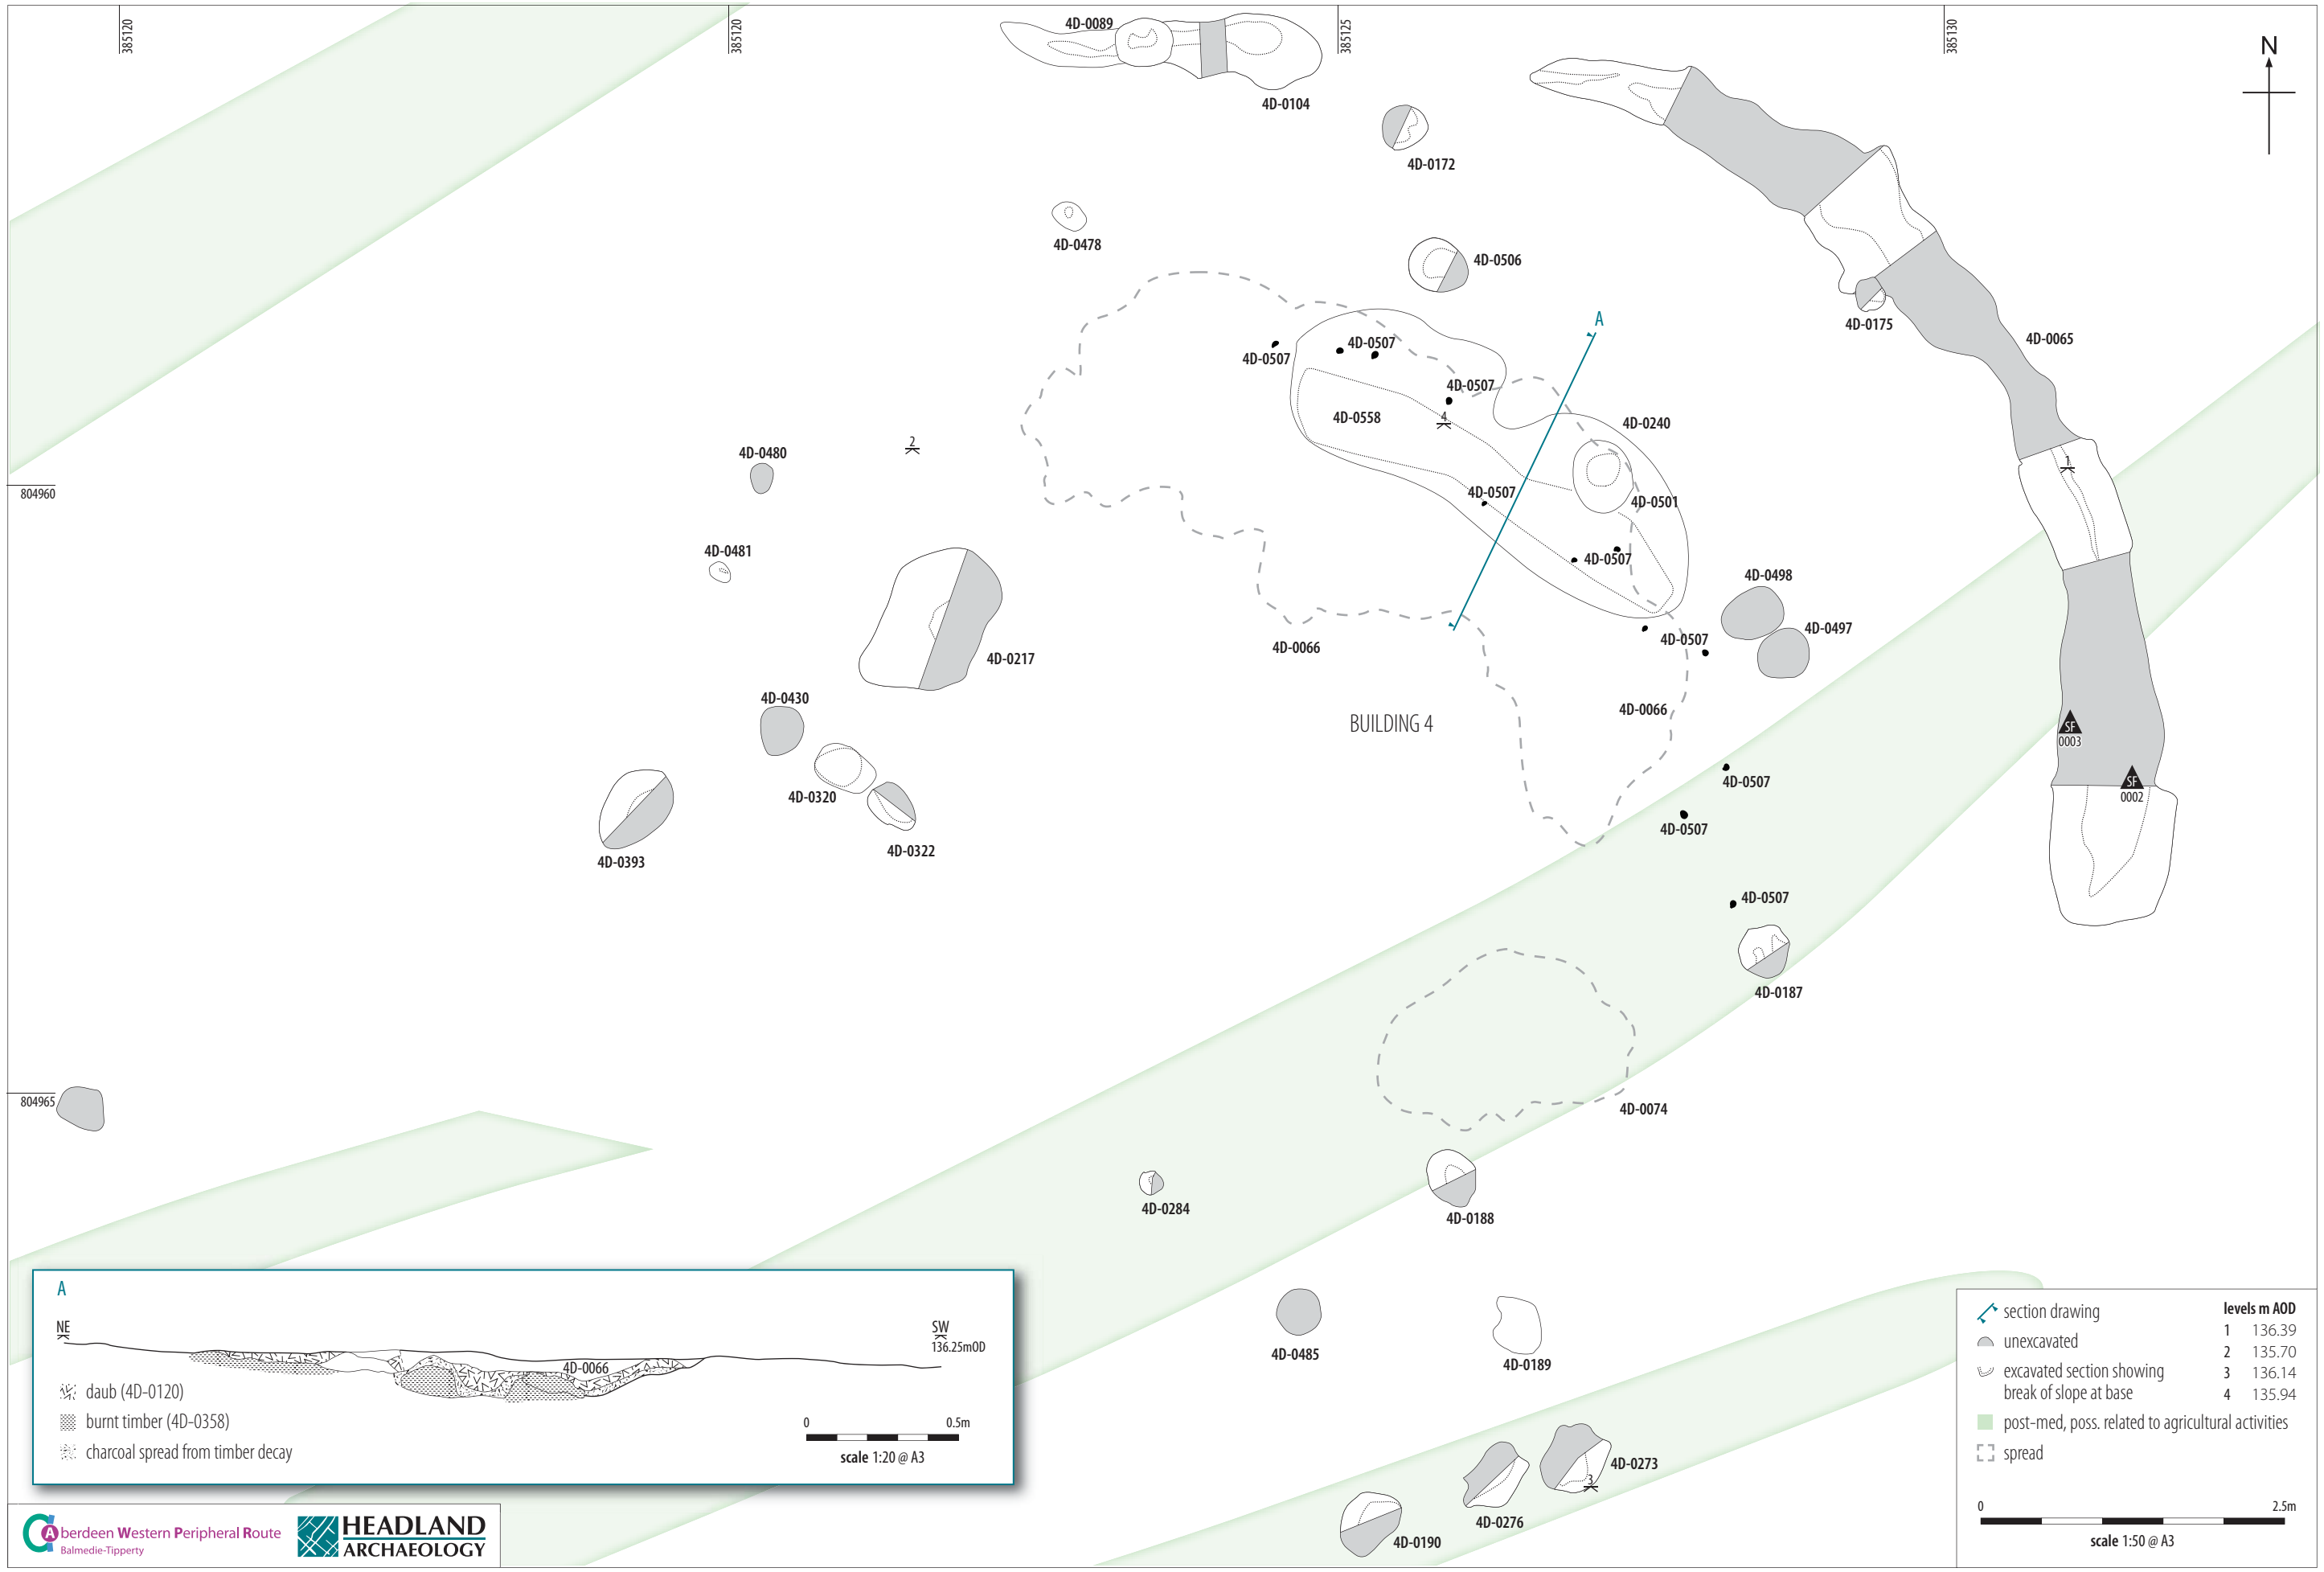 385120
385120
385125
385130
N
4D-0089
4D-0104
4D-0172
4D-0478
4D-0506
4D-0175
4D-0065
A
4D-0507
4D-0507
4D-0507
4D-0558
4
4D-0240
4D-0480
2
804960
1
4D-0507
4D-0501
4D-0481
4D-0507
4D-0498
4D-0497
4D-0217
4D-0066
4D-0507
4D-0430
4D-0066
BUILDING 4
SF
0003
4D-0320
4D-0507
SF
0002
4D-0322
4D-0393
4D-0507
4D-0507
4D-0187
804965
4D-0074
4D-0284
4D-0188
4D-0485
4D-0189
4D-0273
3
4D-0276
4D-0190
A
NE
SW
136.25mOD
4D-0066
daub (4D-0120)
burnt timber (4D-0358)
charcoal spread from timber decay
0 0.5m
scale 1:20 @ A3
section drawing
unexcavated
excavated section showing
break of slope at base
post-med, poss. related to agricultural activities
spread
levels m AOD
1 136.39
2 135.70
3 136.14
4 135.94
0 2.5m
scale 1:50 @ A3
Aberdeen Western Peripheral Route
Balmedie-Tipperty
HEADLAND
ARCHAEOLOGY